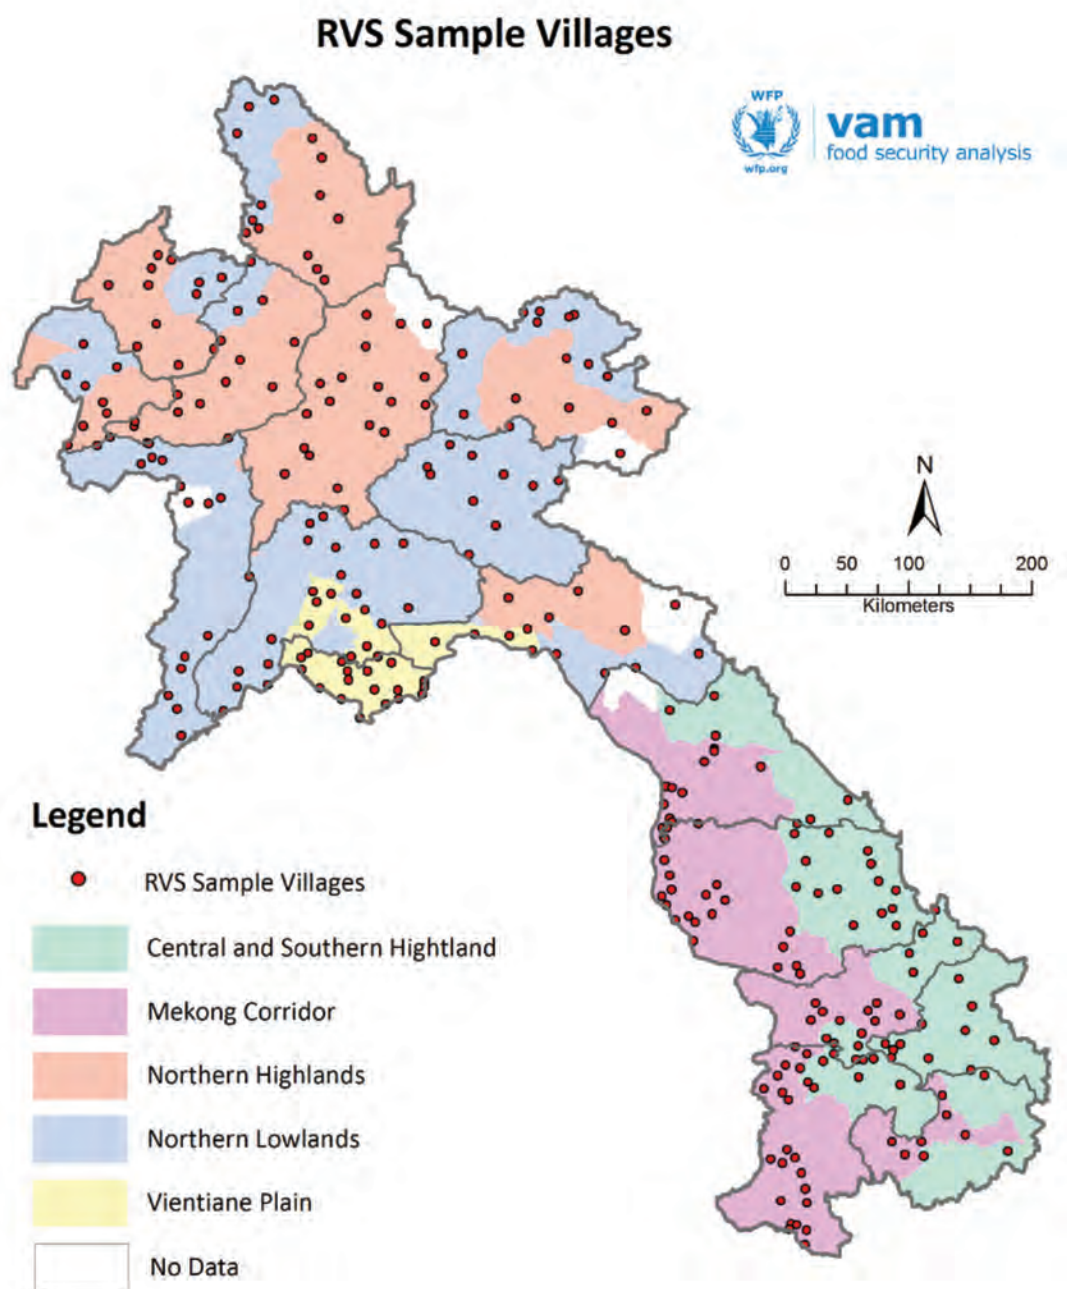 RVS Sample Villages
WFP
wfp.org
vam
food security analysis
N
0 50 100 200
Kilometers
Legend
RVS Sample Villages
Central and Southern Hightland
Mekong Corridor
Northern Highlands
Northern Lowlands
Vientiane Plain
No Data